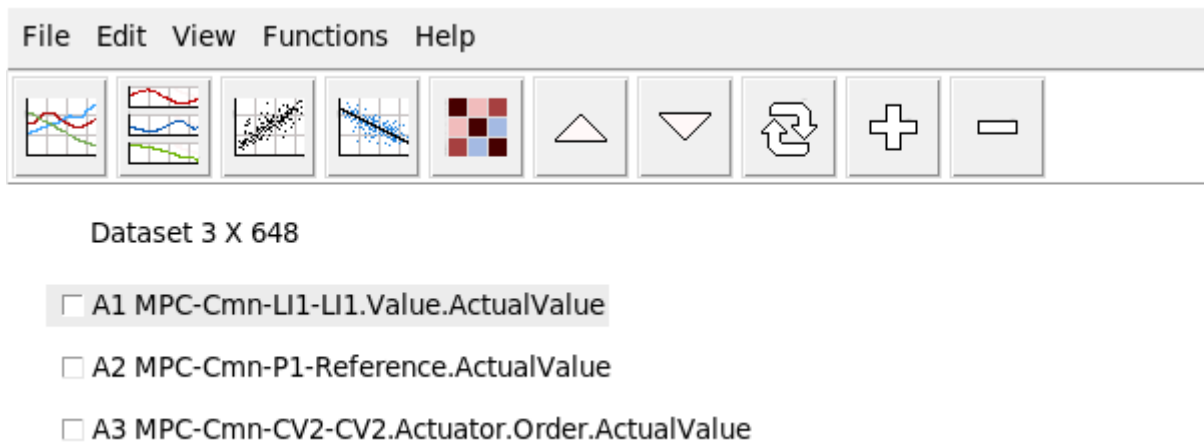 File Edit View Functions Help
Dataset 3 X 648
A1 MPC-Cmn-LI1-LI1.Value.ActualValue
A2 MPC-Cmn-P1-Reference.ActualValue
A3 MPC-Cmn-CV2-CV2.Actuator.Order.ActualValue